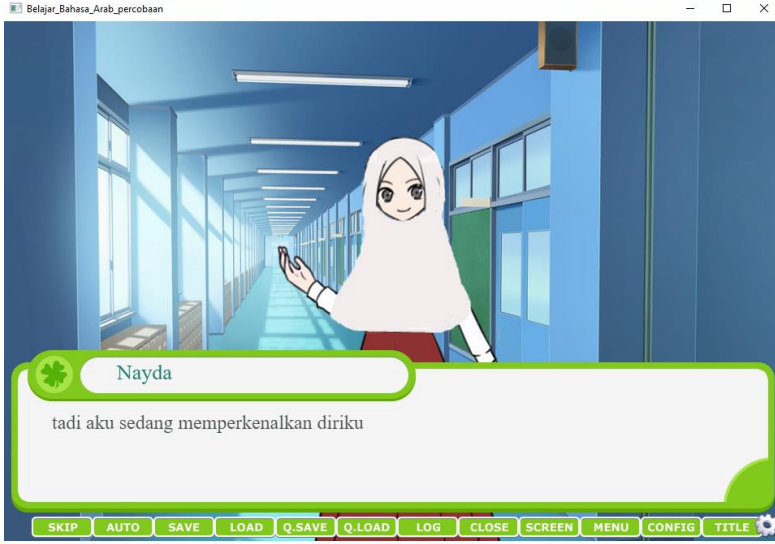 Belajar_Bahasa_Arab_percobaan
Nayda
tadi aku sedang memperkenalkan diriku
SKIP AUTO SAVE LOAD Q.SAVE Q.LOAD LOG CLOSE SCREEN MENU CONFIG TITLE